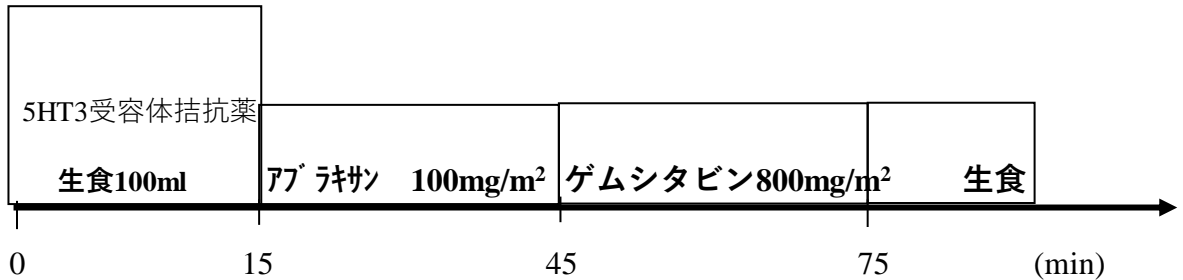 5HT3受容体拮抗薬
生食100ml
ｱﾌﾞﾗｷｻﾝ 100mg/m²
ゲムシタビン800mg/m²
生食
0 15 45 75 (min)